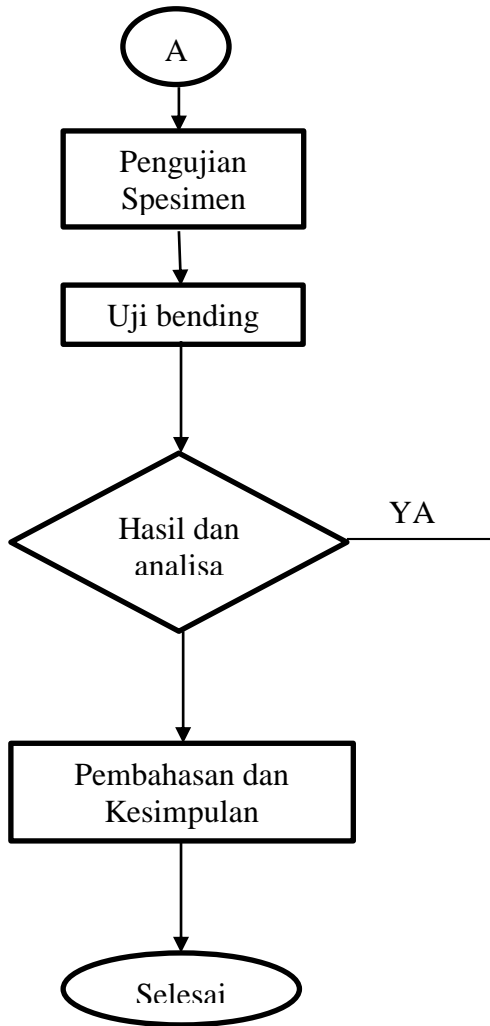 A
Pengujian
Spesimen
Uji bending
Hasil dan
analisa
YA
Pembahasan dan
Kesimpulan
Selesai